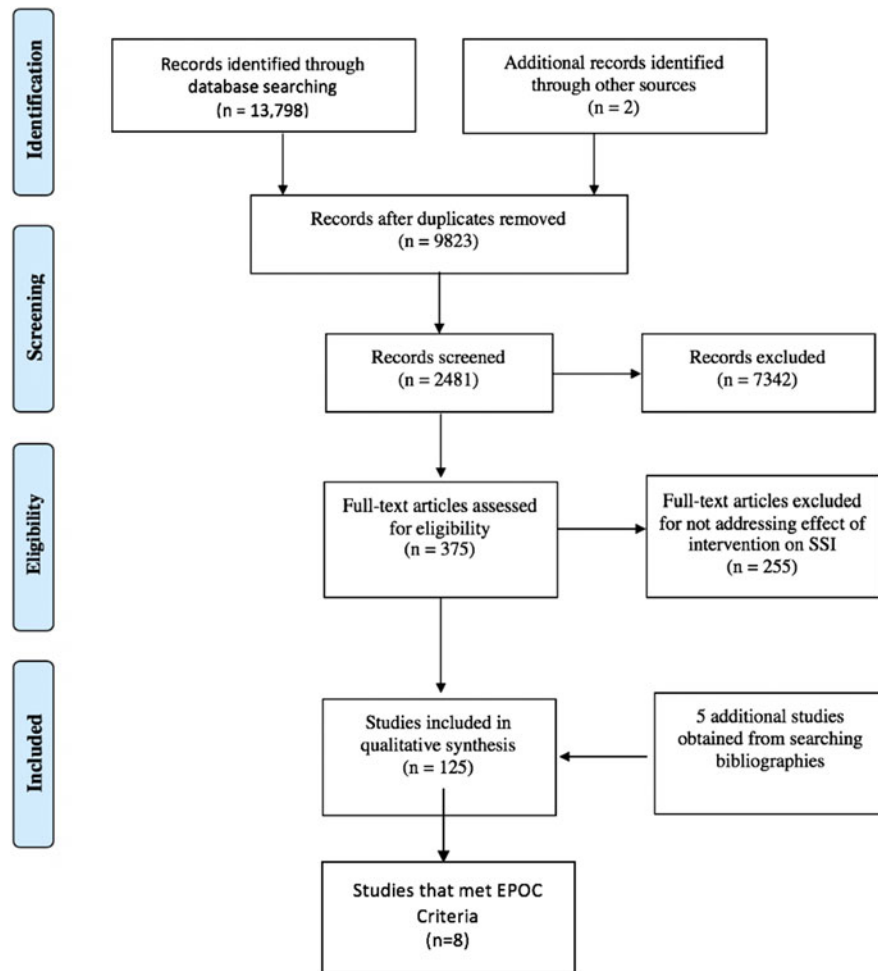 Identification
Records identified through
database searching
(n = 13,798)
Additional records identified
through other sources
(n = 2)
Records after duplicates removed
(n = 9823)
Screening
Records screened
(n = 2481)
Records excluded
(n = 7342)
Eligibility
Full-text articles assessed
for eligibility
(n = 375)
Full-text articles excluded
for not addressing effect of
intervention on SSI
(n = 255)
Included
Studies included in
qualitative synthesis
(n = 125)
5 additional studies
obtained from searching
bibliographies
Studies that met EPOC
Criteria
(n=8)